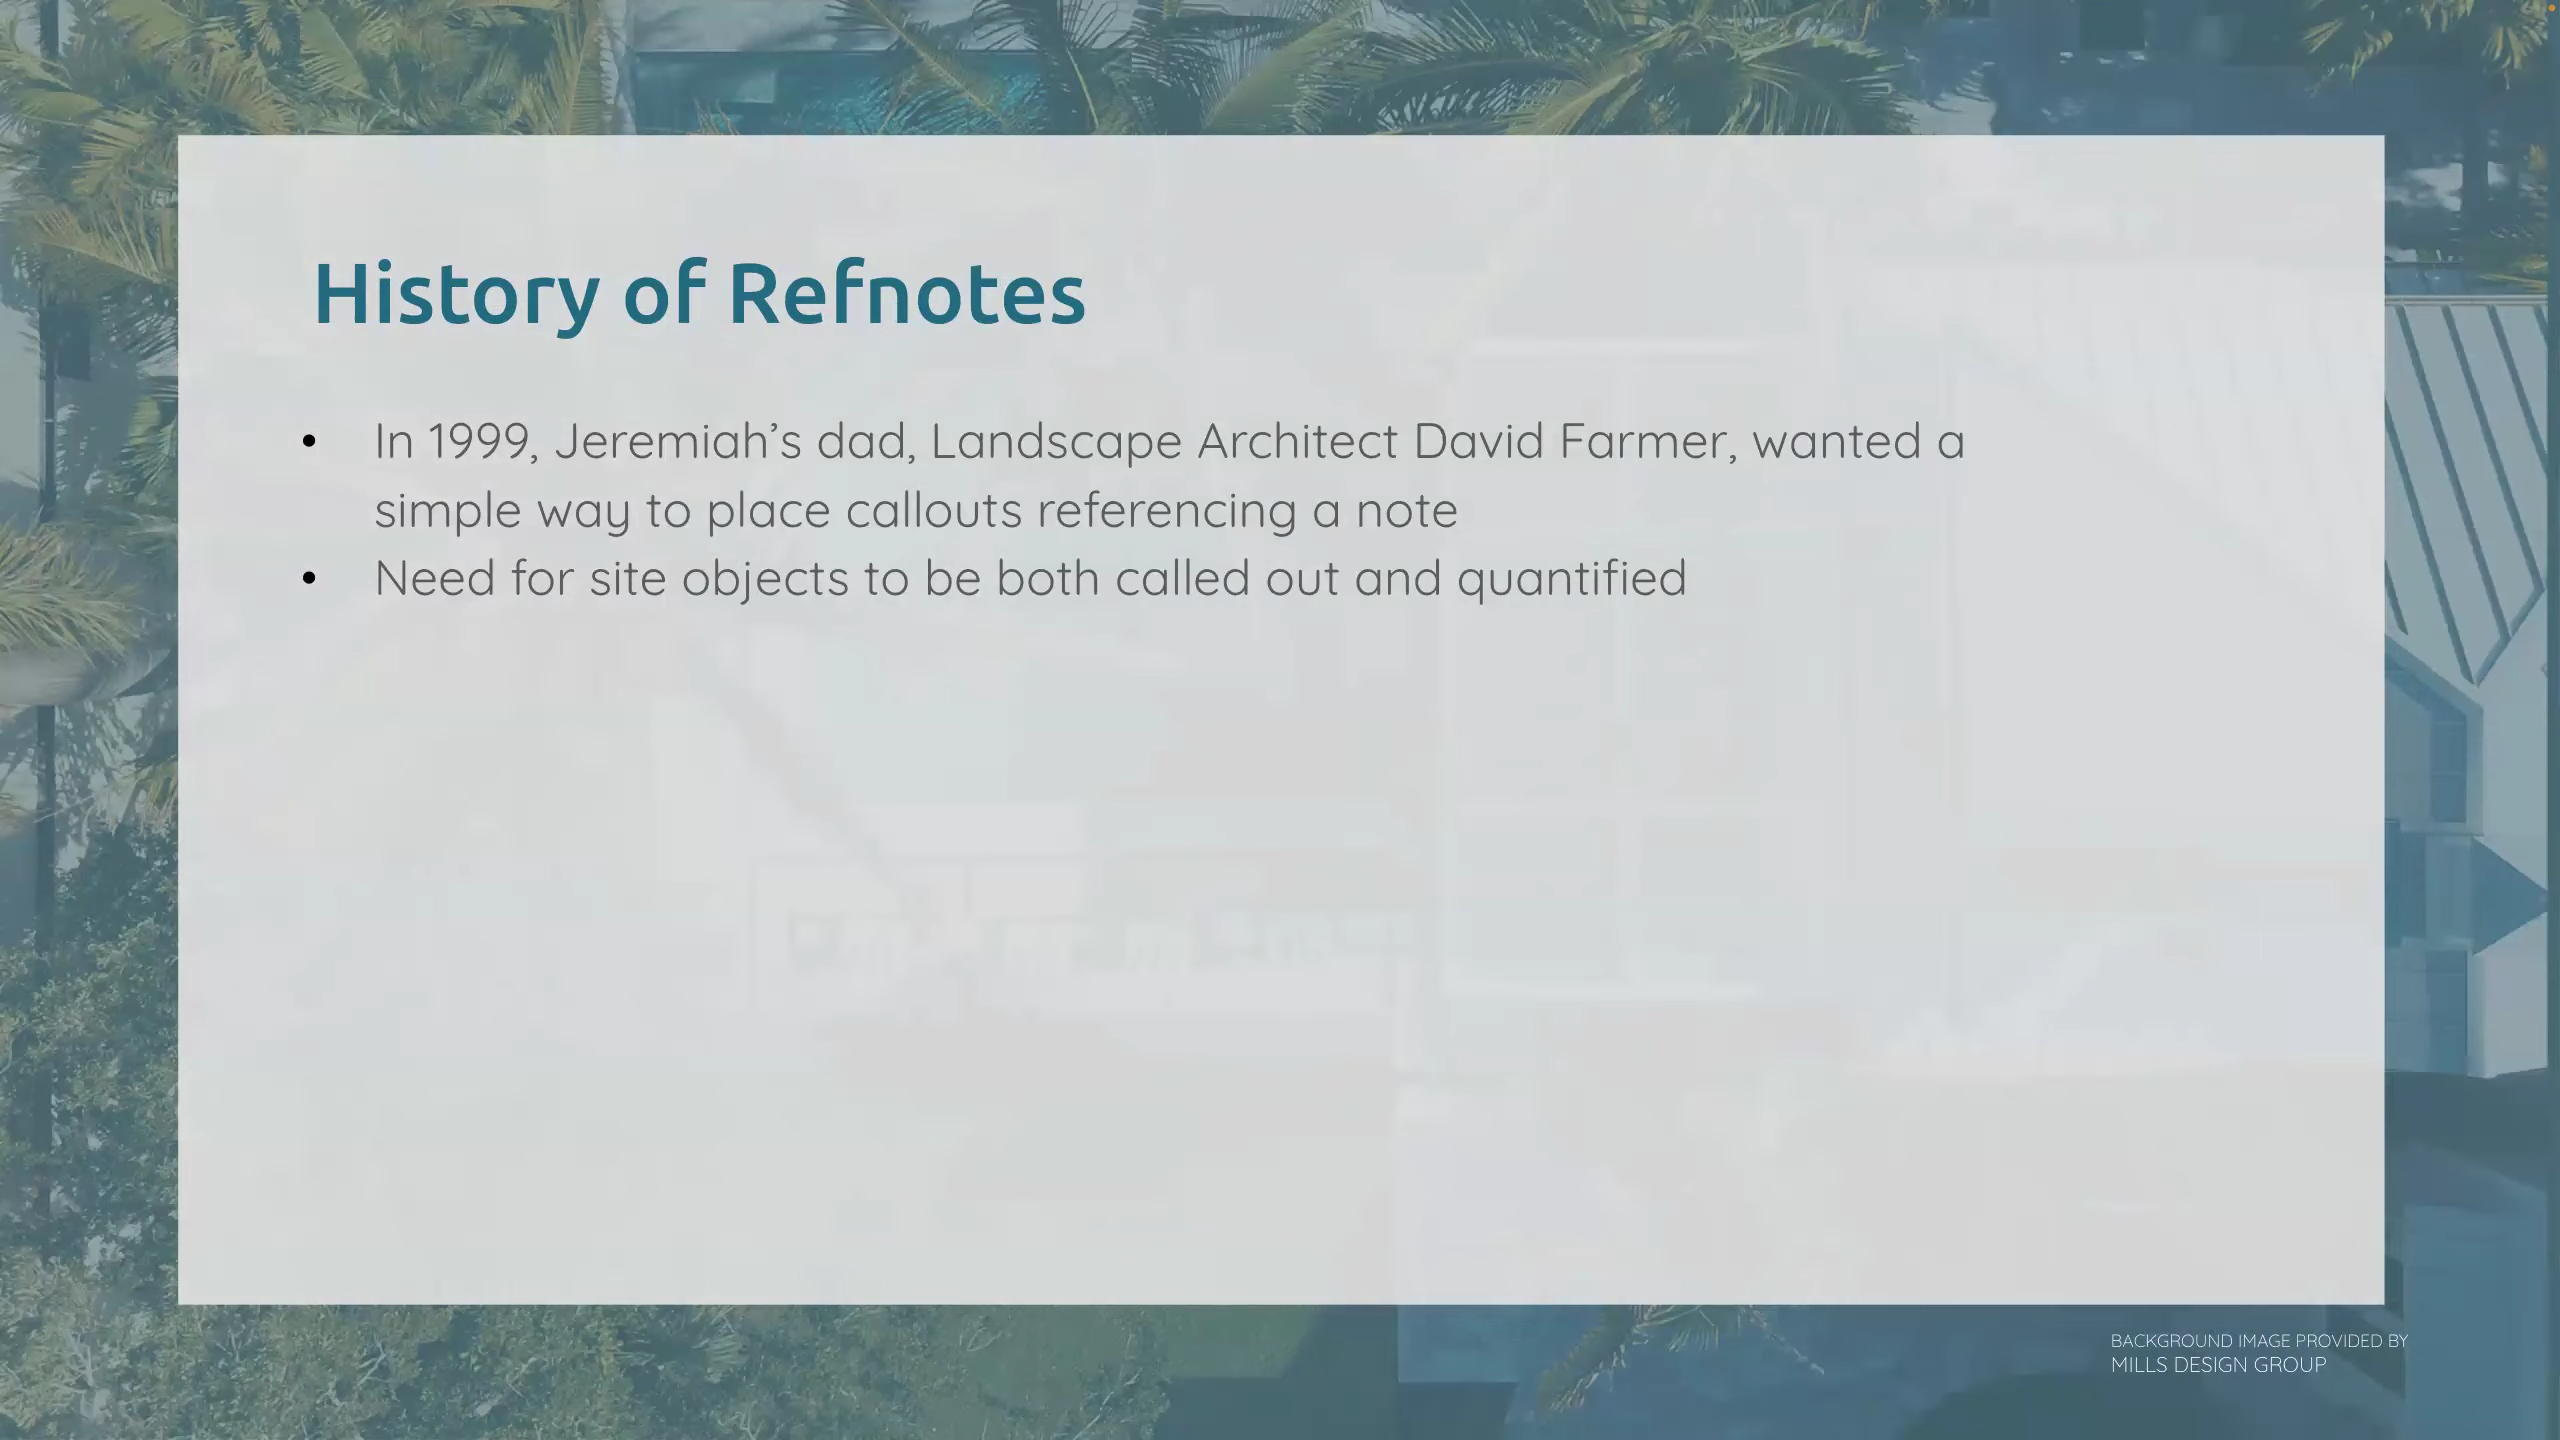 History of Refnotes
• In 1999, Jeremiah’s dad, Landscape Architect David Farmer, wanted a
simple way to place callouts referencing a note
• Need for site objects to be both called out and quantified
BACKGROUND IMAGE PROVIDED BY
MILLS DESIGN GROUP